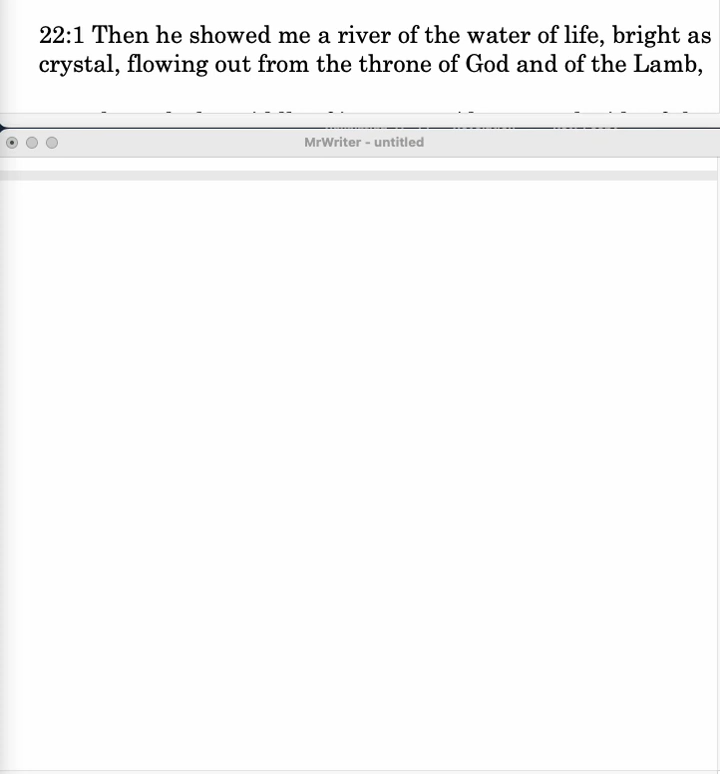 22:1 Then he showed me a river of the water of life, bright as
crystal, flowing out from the throne of God and of the Lamb,
MrWriter - untitled